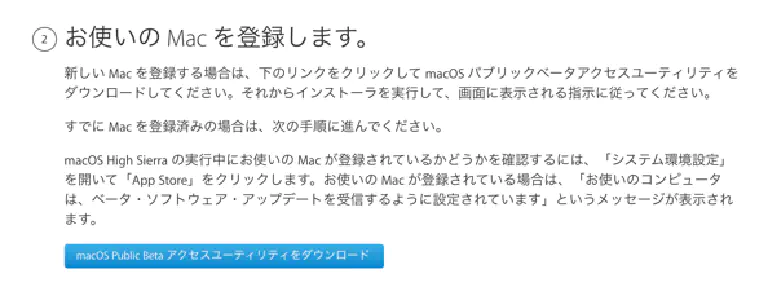 ② お使いの Mac を登録します。
新しい Mac を登録する場合は、下のリンクをクリックして macOS パブリックベータアクセスユーティリティを
ダウンロードしてください。それからインストーラを実行して、画面に表示される指示に従ってください。
すでに Mac を登録済みの場合は、次の手順に進んでください。
macOS High Sierra の実行中にお使いの Mac が登録されているかどうかを確認するには、「システム環境設定」
を開いて「App Store」をクリックします。お使いの Mac が登録されている場合は、「お使いのコンピュータ
は、ベータ・ソフトウェア・アップデートを受信するように設定されています」というメッセージが表示され
ます。
macOS Public Beta アクセスユーティリティをダウンロード